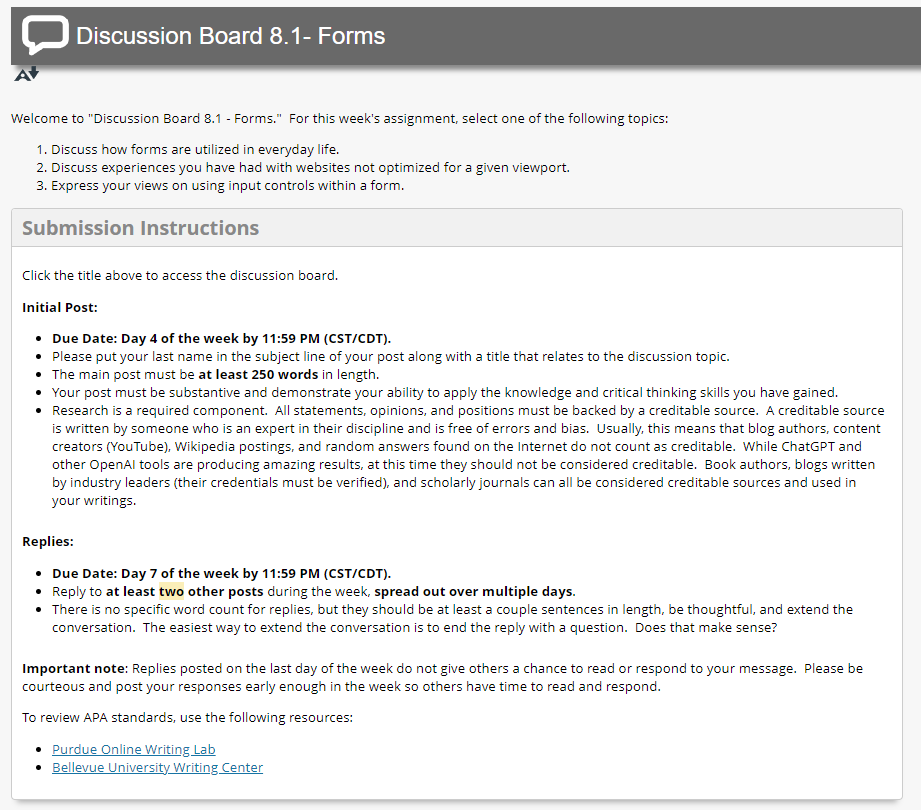 Discussion Board 8.1- Forms
A
Welcome to "Discussion Board 8.1 - Forms."  For this week's assignment, select one of the following topics:
1. Discuss how forms are utilized in everyday life.
2. Discuss experiences you have had with websites not optimized for a given viewport.
3. Express your views on using input controls within a form.
Submission Instructions
Click the title above to access the discussion board.
Initial Post:
• Due Date: Day 4 of the week by 11:59 PM (CST/CDT).
• Please put your last name in the subject line of your post along with a title that relates to the discussion topic.
• The main post must be at least 250 words in length.
• Your post must be substantive and demonstrate your ability to apply the knowledge and critical thinking skills you have gained.
• Research is a required component.  All statements, opinions, and positions must be backed by a creditable source.  A creditable source
is written by someone who is an expert in their discipline and is free of errors and bias.  Usually, this means that blog authors, content
creators (YouTube), Wikipedia postings, and random answers found on the Internet do not count as creditable.  While ChatGPT and
other OpenAI tools are producing amazing results, at this time they should not be considered creditable.  Book authors, blogs written
by industry leaders (their credentials must be verified), and scholarly journals can all be considered creditable sources and used in
your writings.
Replies:
• Due Date: Day 7 of the week by 11:59 PM (CST/CDT).
• Reply to at least two other posts during the week, spread out over multiple days.
• There is no specific word count for replies, but they should be at least a couple sentences in length, be thoughtful, and extend the
conversation.  The easiest way to extend the conversation is to end the reply with a question.  Does that make sense?
Important note: Replies posted on the last day of the week do not give others a chance to read or respond to your message.  Please be
courteous and post your responses early enough in the week so others have time to read and respond.
To review APA standards, use the following resources:
• Purdue Online Writing Lab
• Bellevue University Writing Center